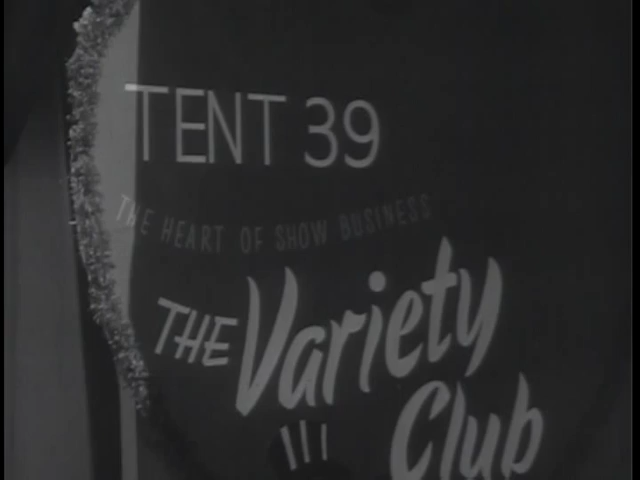 TENT 39
THE HEART OF SHOW BUSINESS
THE Variety
Club